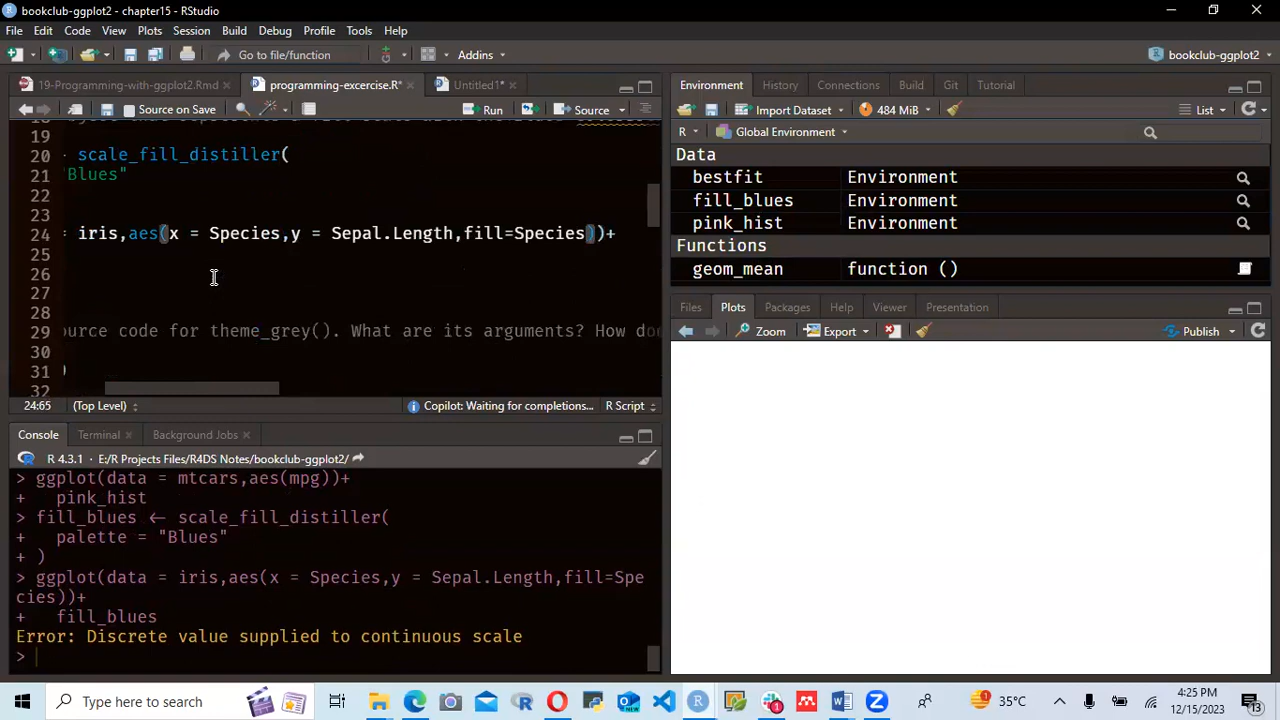 bookclub-ggplot2 - chapter15 - RStudio
File Edit Code View Plots Session Build Debug Profile Tools Help
Go to file/function Addins bookclub-ggplot2
19-Programming-with-ggplot2.Rmd programming-excercise.R* Untitled1*
Source on Save Run Source
19
20 scale_fill_distiller(
21 "Blues"
22
23
24 = iris,aes(x = Species,y = Sepal.Length,fill=Species))+
25
26
27
28
29 ource code for theme_grey(). What are its arguments? How doe
30
31 )
32
24:65 (Top Level) Copilot: Waiting for completions... R Script
Console Terminal Background Jobs
R 4.3.1 · E:/R Projects/Files/R4DS Notes/bookclub-ggplot2/
> ggplot(data = mtcars,aes(mpg))+
+ pink_hist
> fill_blues <- scale_fill_distiller(
+ palette = "Blues"
+ )
> ggplot(data = iris,aes(x = Species,y = Sepal.Length,fill=Spe
cies))+
+ fill_blues
Error: Discrete value supplied to continuous scale
>
Environment History Connections Build Git Tutorial
Import Dataset 484 MiB List
R Global Environment
Data
bestfit Environment
fill_blues Environment
pink_hist Environment
Functions
geom_mean function ()
Files Plots Packages Help Viewer Presentation
Zoom Export Publish
Type here to search
1
1
35°C
4:25 PM
12/15/2023
13